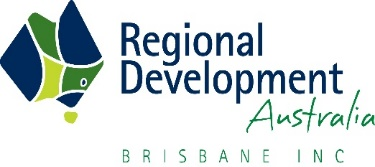 Regional
Development
Australia
BRISBANE INC